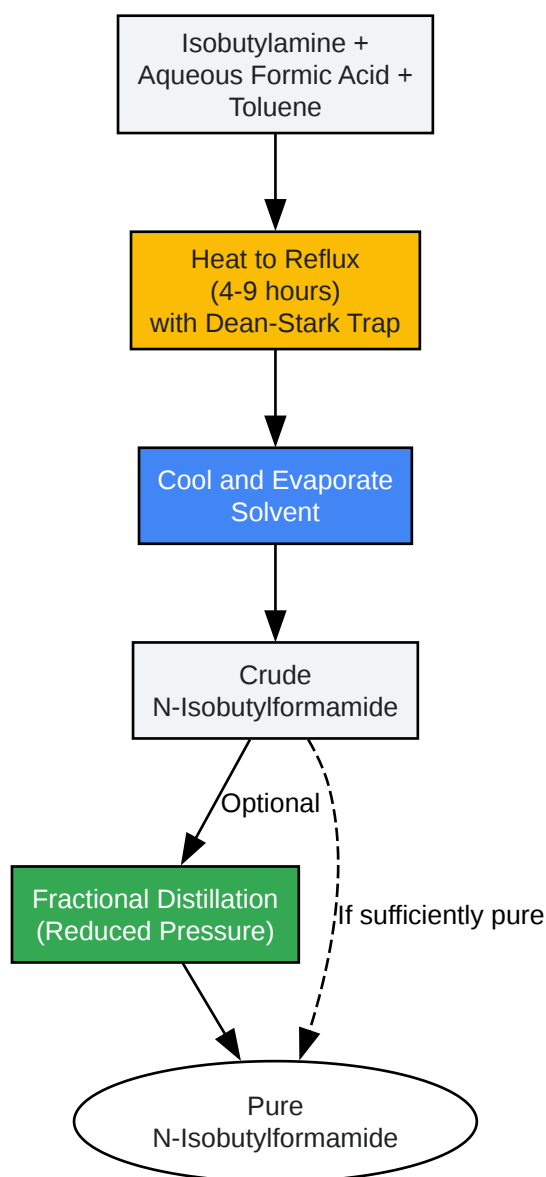 Isobutylamine +
Aqueous Formic Acid +
Toluene
Heat to Reflux
(4-9 hours)
with Dean-Stark Trap
Cool and Evaporate
Solvent
Crude
N-Isobutylformamide
Optional
Fractional Distillation
(Reduced Pressure)
If sufficiently pure
Pure
N-Isobutylformamide